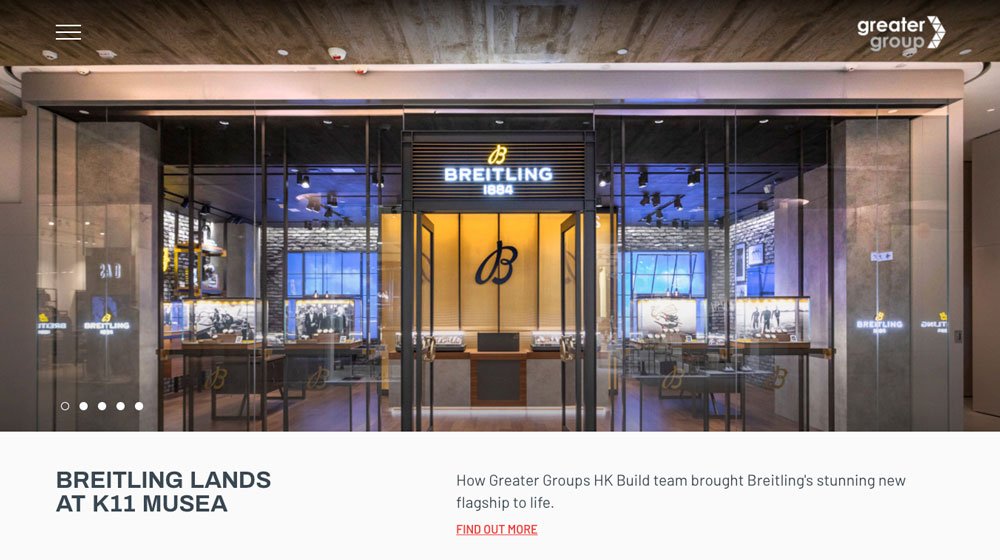 greater
group
B
BREITLING
1884
B
BREITLING
1884
BREITLING
1884
BREITLING LANDS
AT K11 MUSEA
How Greater Groups HK Build team brought Breitling's stunning new
flagship to life.
FIND OUT MORE